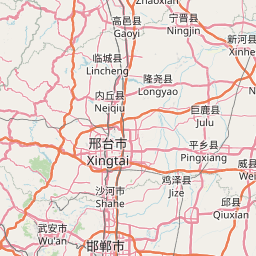 Zhaoxian
高邑县
Gaoyi
宁晋县
Ningjin
新河县
Xinhe
临城县
Lincheng
隆尧县
Longyao
内丘县
Neiqiu
巨鹿县
Julu
邢台市
Xingtai
平乡县
Pingxiang
威县
We
沙河市
Shahe
鸡泽县
Jize
邱县
Qiuxian
武安市
Wu'an
邯郸市